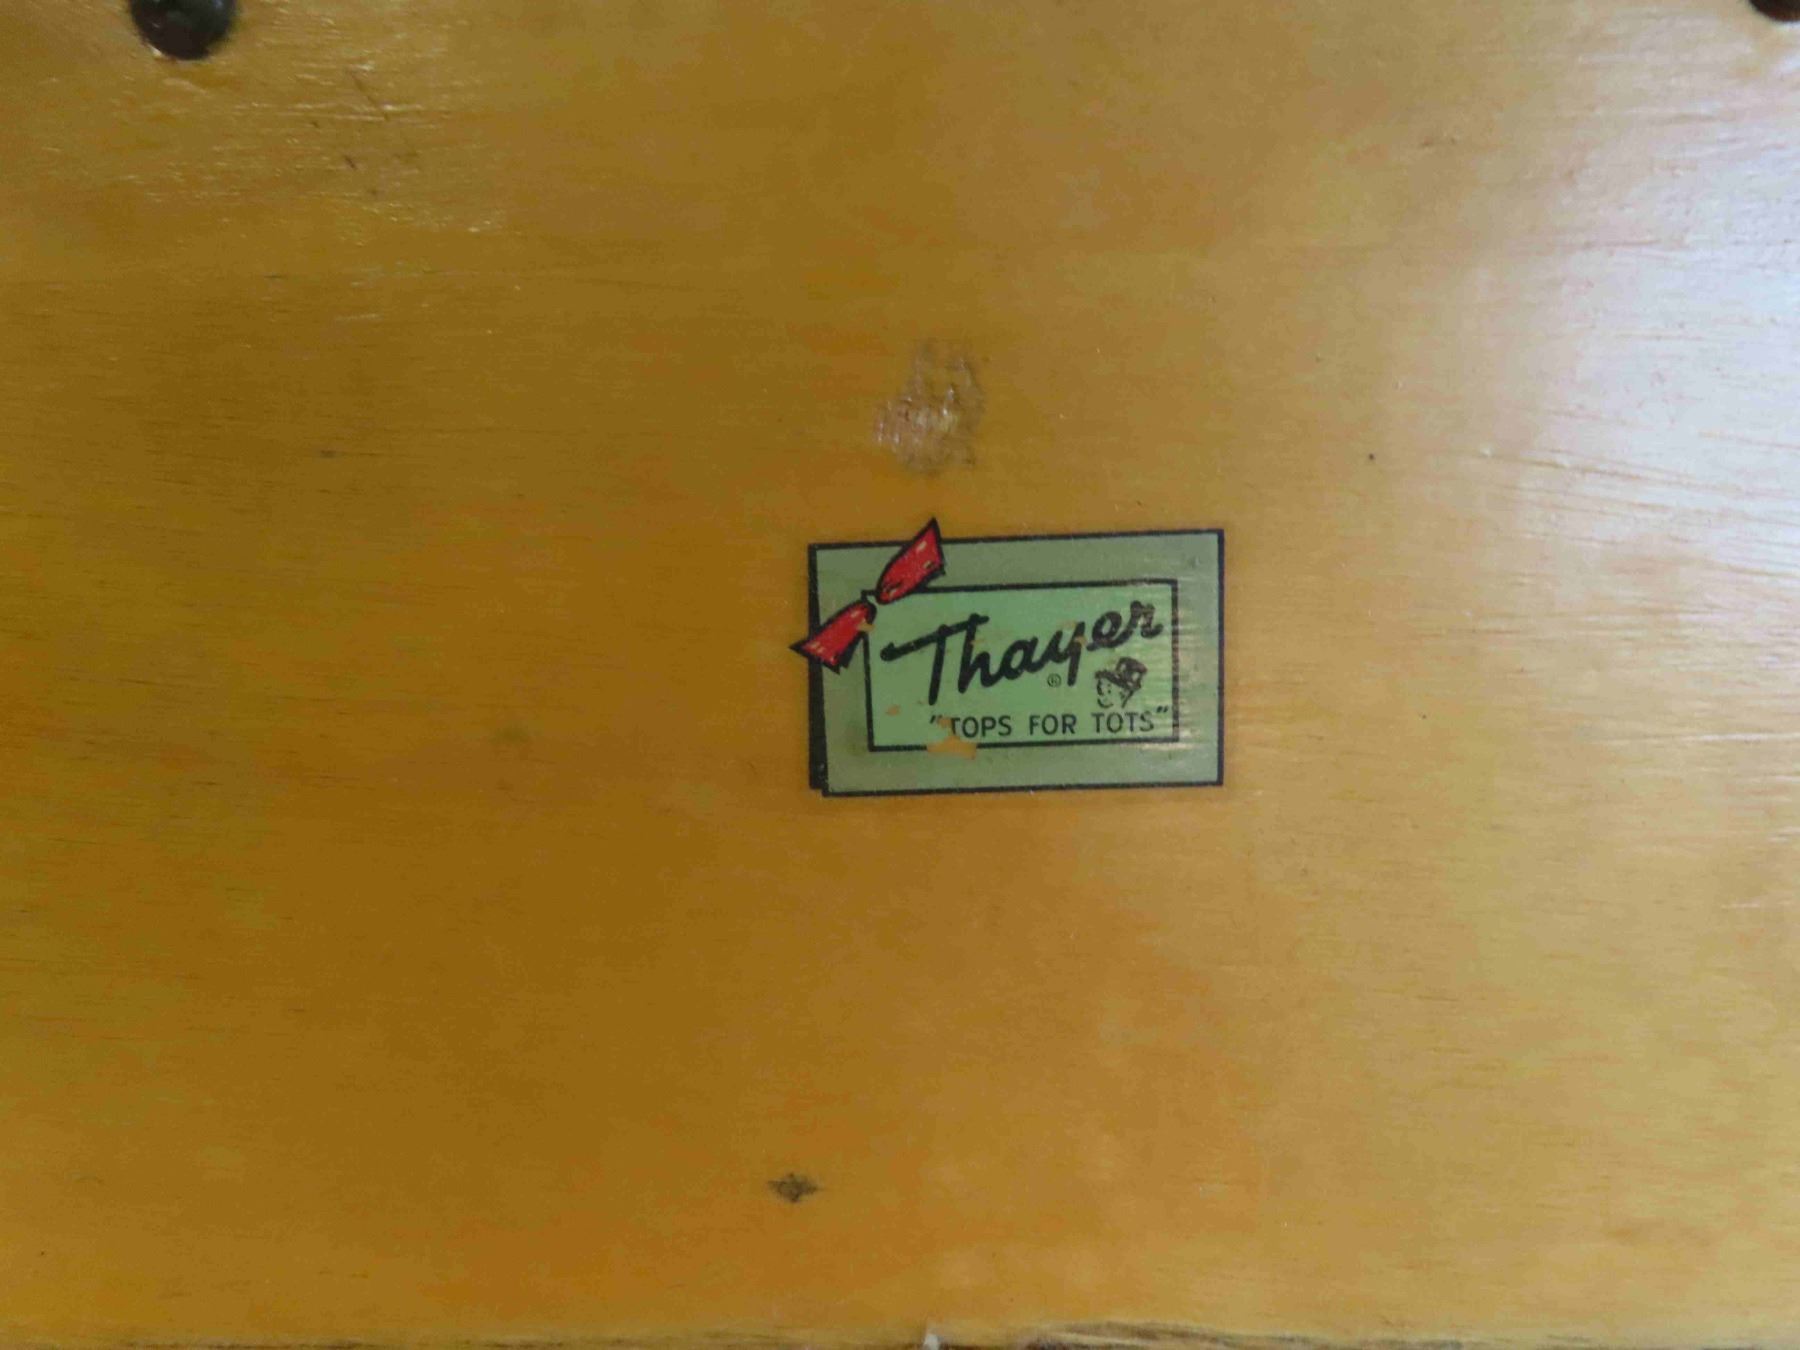 Thayer
®
"TOPS FOR TOTS"